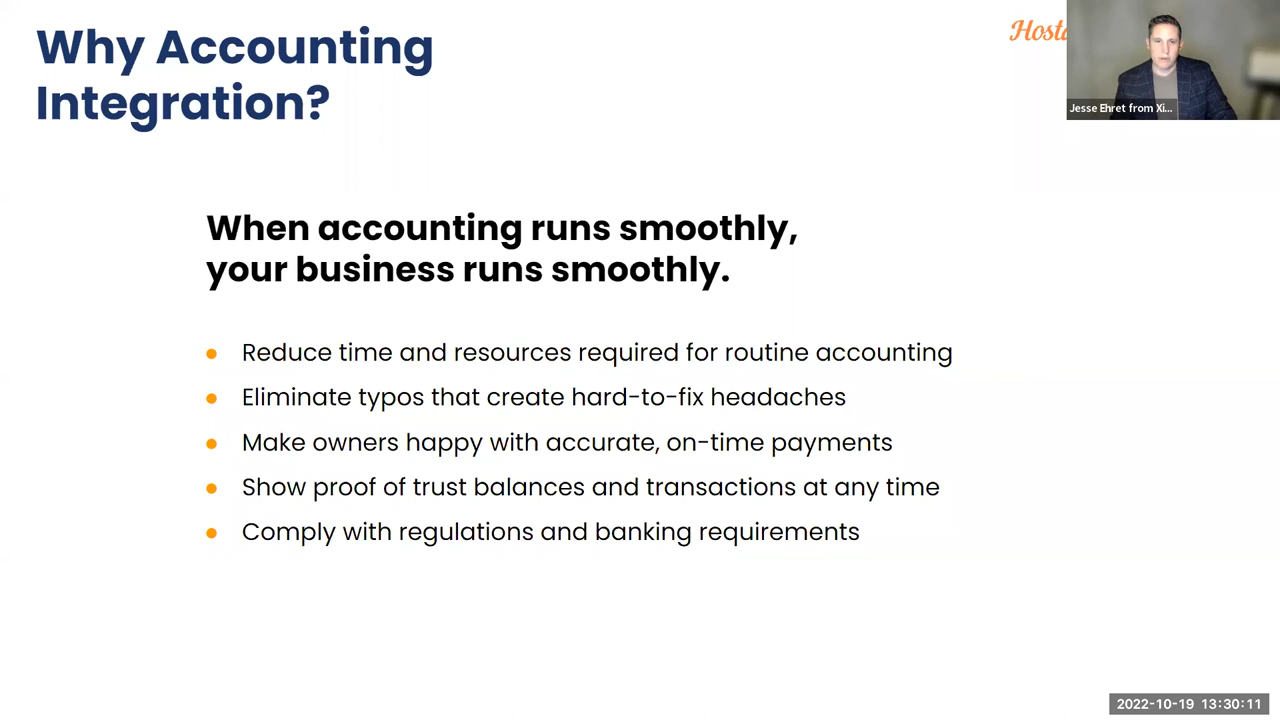 Why Accounting
Integration?
Jesse Ehret from Xi...
When accounting runs smoothly,
your business runs smoothly.
Reduce time and resources required for routine accounting
Eliminate typos that create hard-to-fix headaches
Make owners happy with accurate, on-time payments
Show proof of trust balances and transactions at any time
Comply with regulations and banking requirements
2022-10-19 13:30:11